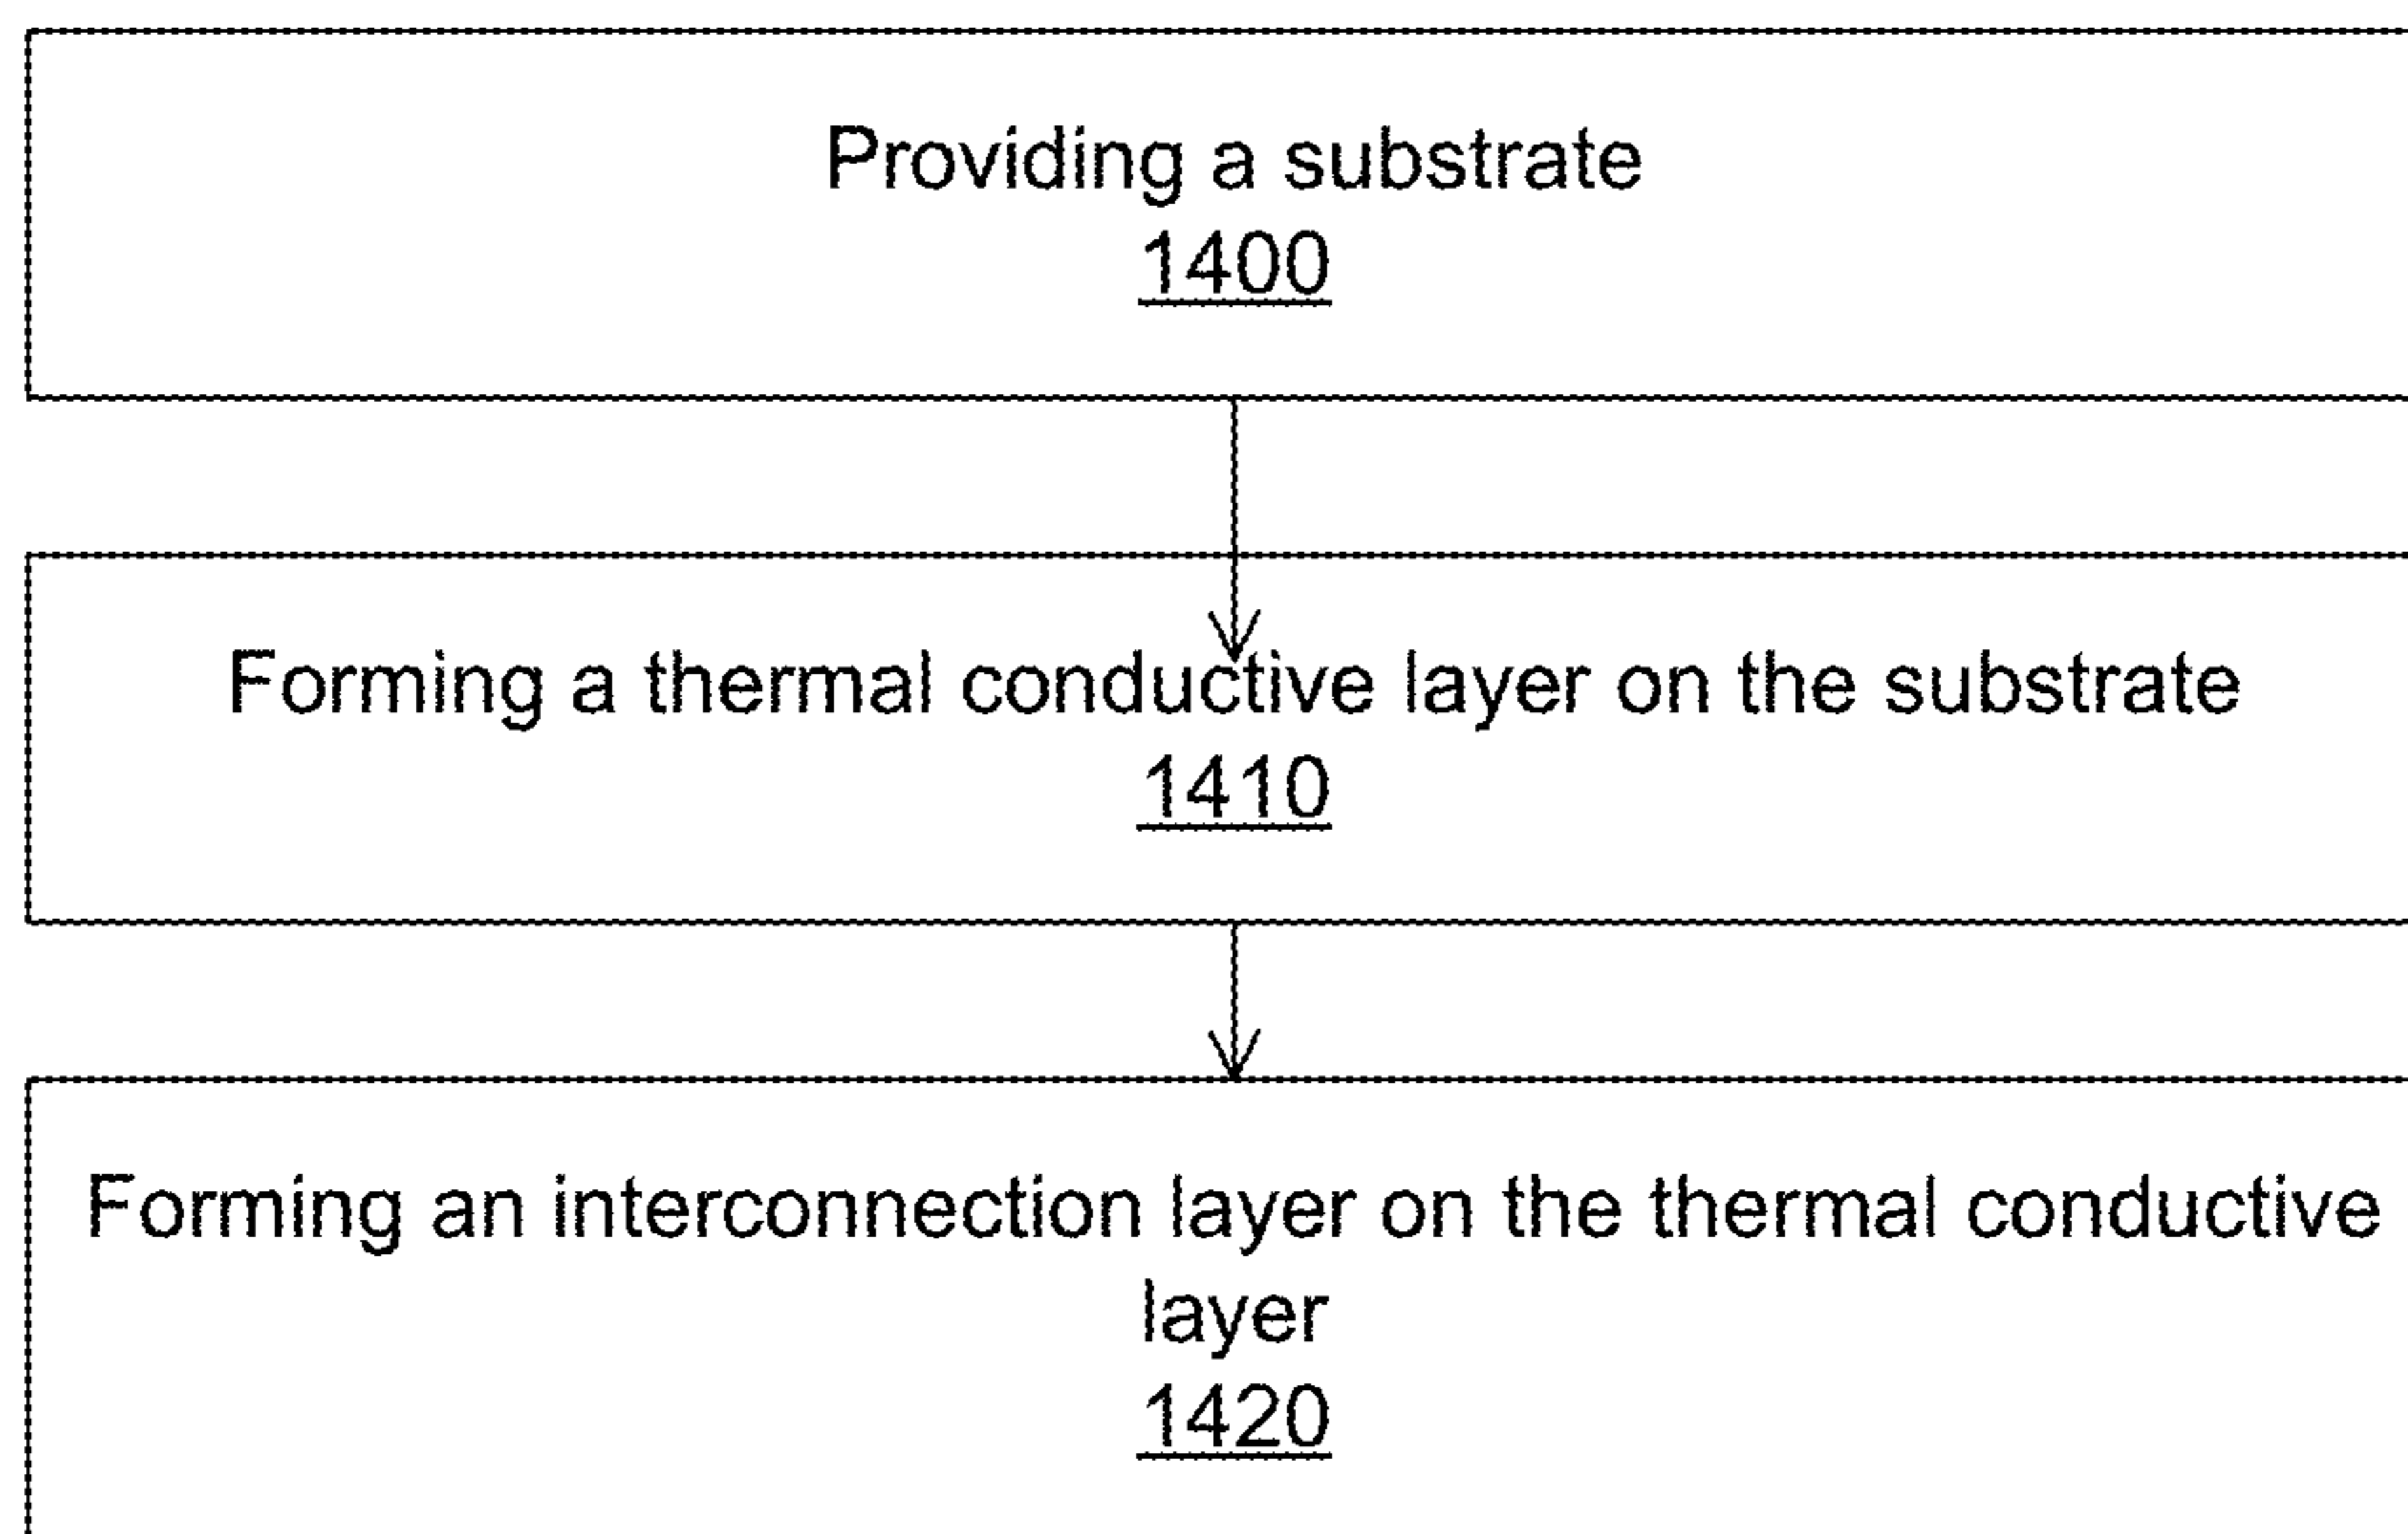 Providing a substrate
1400
Forming a thermal conductive layer on the substrate
1410
Forming an interconnection layer on the thermal conductive
layer
1420